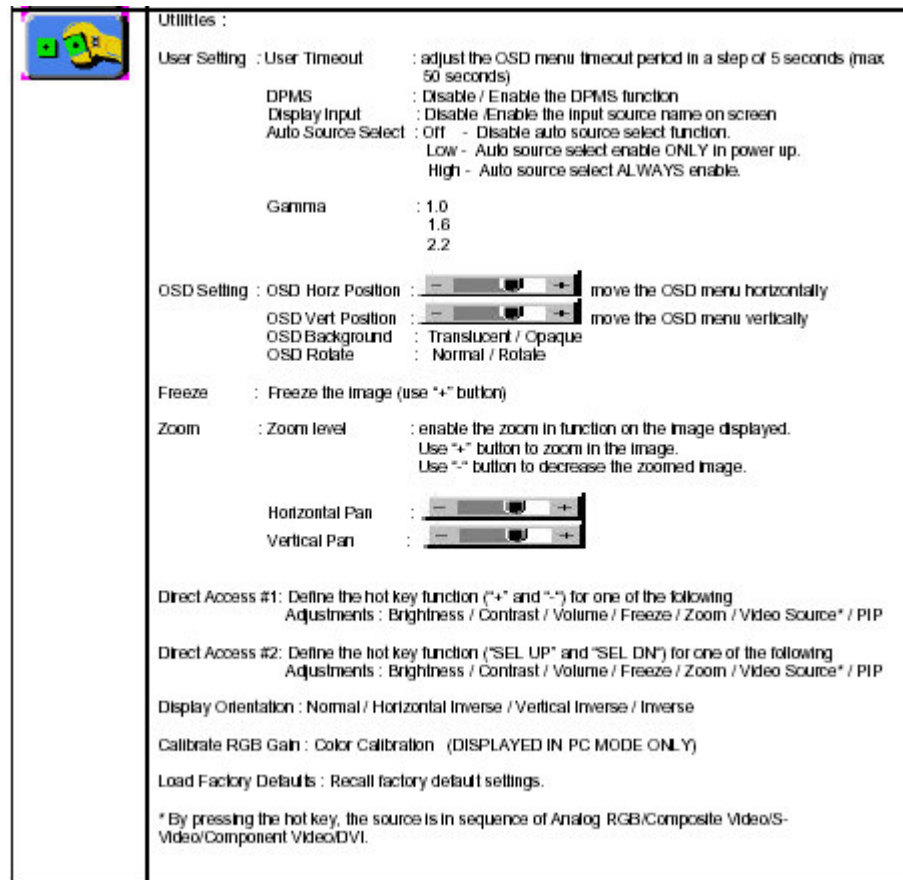 Utilities :
User Setting : User Timeout : adjust the OSD menu timeout period in a step of 5 seconds (max
50 seconds)
DPMS : Disable / Enable the DPMS function
Display Input : Disable /Enable the input source name on screen
Auto Source Select : Off - Disable auto source select function.
Low - Auto source select enable ONLY in power up.
High - Auto source select ALWAYS enable.
Gamma : 1.0
1.6
2.2
OSD Setting : OSD Horz Position : - + move the OSD menu horizontally
OSD Vert Position : - + move the OSD menu vertically
OSD Background : Translucent / Opaque
OSD Rotate : Normal / Rotate
Freeze : Freeze the image (use "+" button)
Zoom : Zoom level : enable the zoom in function on the image displayed.
Use "+" button to zoom in the image.
Use "-" button to decrease the zoomed image.
Horizontal Pan : - +
Vertical Pan : - +
Direct Access #1: Define the hot key function ("+" and "-") for one of the following
Adjustments : Brightness / Contrast / Volume / Freeze / Zoom / Video Source* / PIP
Direct Access #2: Define the hot key function ("SEL UP" and "SEL DN") for one of the following
Adjustments : Brightness / Contrast / Volume / Freeze / Zoom / Video Source* / PIP
Display Orientation : Normal / Horizontal Inverse / Vertical Inverse / Inverse
Calibrate RGB Gain : Color Calibration (DISPLAYED IN PC MODE ONLY)
Load Factory Defaults : Recall factory default settings.
* By pressing the hot key, the source is in sequence of Analog RGB/Composite Video/S-
Video/Component Video/DVI.